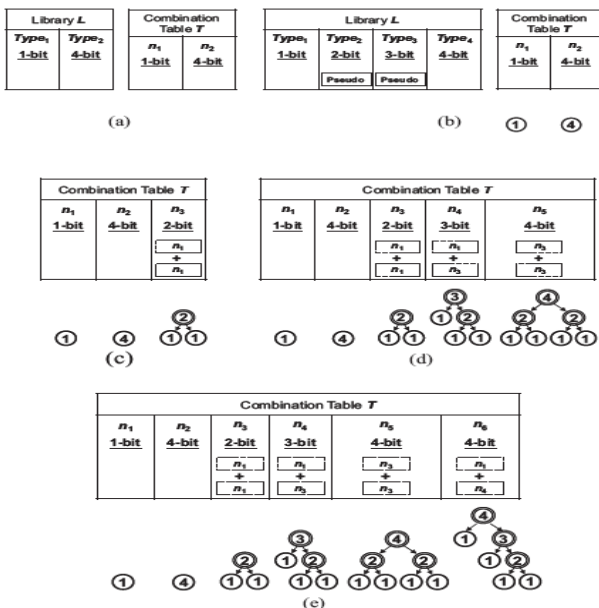 Library L
Type1 Type2
1-bit 4-bit
Combination
Table T
n1 n2
1-bit 4-bit
(a)
Library L
Type1 Type2 Type3 Type4
1-bit 2-bit 3-bit 4-bit
Pseudo Pseudo
Combination
Table T
n1 n2
1-bit 4-bit
1 4
(b)
Combination Table T
n1 n2 n3
1-bit 4-bit 2-bit
n1
+
n1
2
1 4 1 1
(c)
Combination Table T
n1 n2 n3 n4 n5
1-bit 4-bit 2-bit 3-bit 4-bit
n1 n1 n3
+ + +
n1 n3 n3
3 4
2 1 2 2 2
1 4 1 1 1 1 1 1 1 1
(d)
Combination Table T
n1 n2 n3 n4 n5 n6
1-bit 4-bit 2-bit 3-bit 4-bit 4-bit
n1 n1 n3 n1
+ + + +
n1 n3 n3 n4
4
3 4 1 3
2 1 2 2 2 1 2
1 4 1 1 1 1 1 1 1 1 1 1
(e)